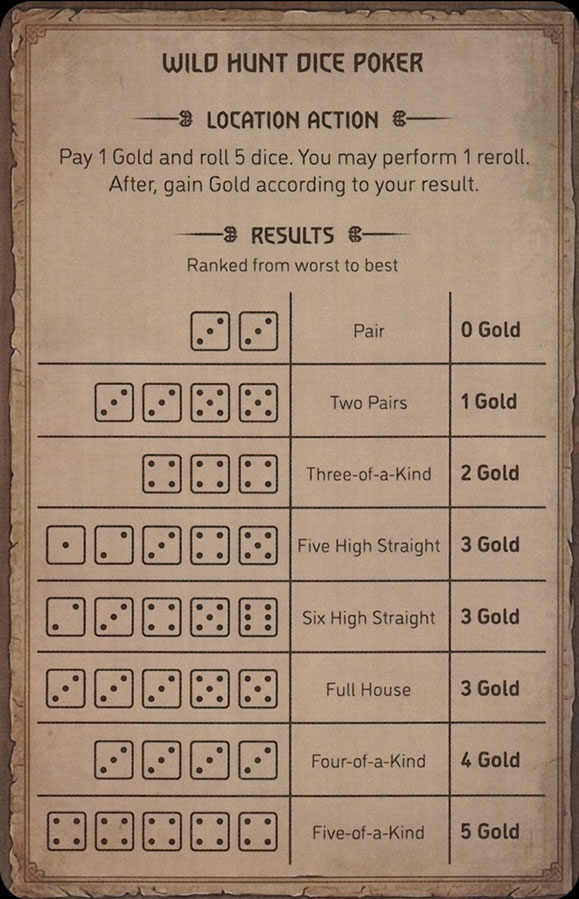 WILD HUNT DICE POKER
LOCATION ACTION
Pay 1 Gold and roll 5 dice. You may perform 1 reroll.
After, gain Gold according to your result.
RESULTS
Ranked from worst to best
Pair 0 Gold
Two Pairs 1 Gold
Three-of-a-Kind 2 Gold
Five High Straight 3 Gold
Six High Straight 3 Gold
Full House 3 Gold
Four-of-a-Kind 4 Gold
Five-of-a-Kind 5 Gold